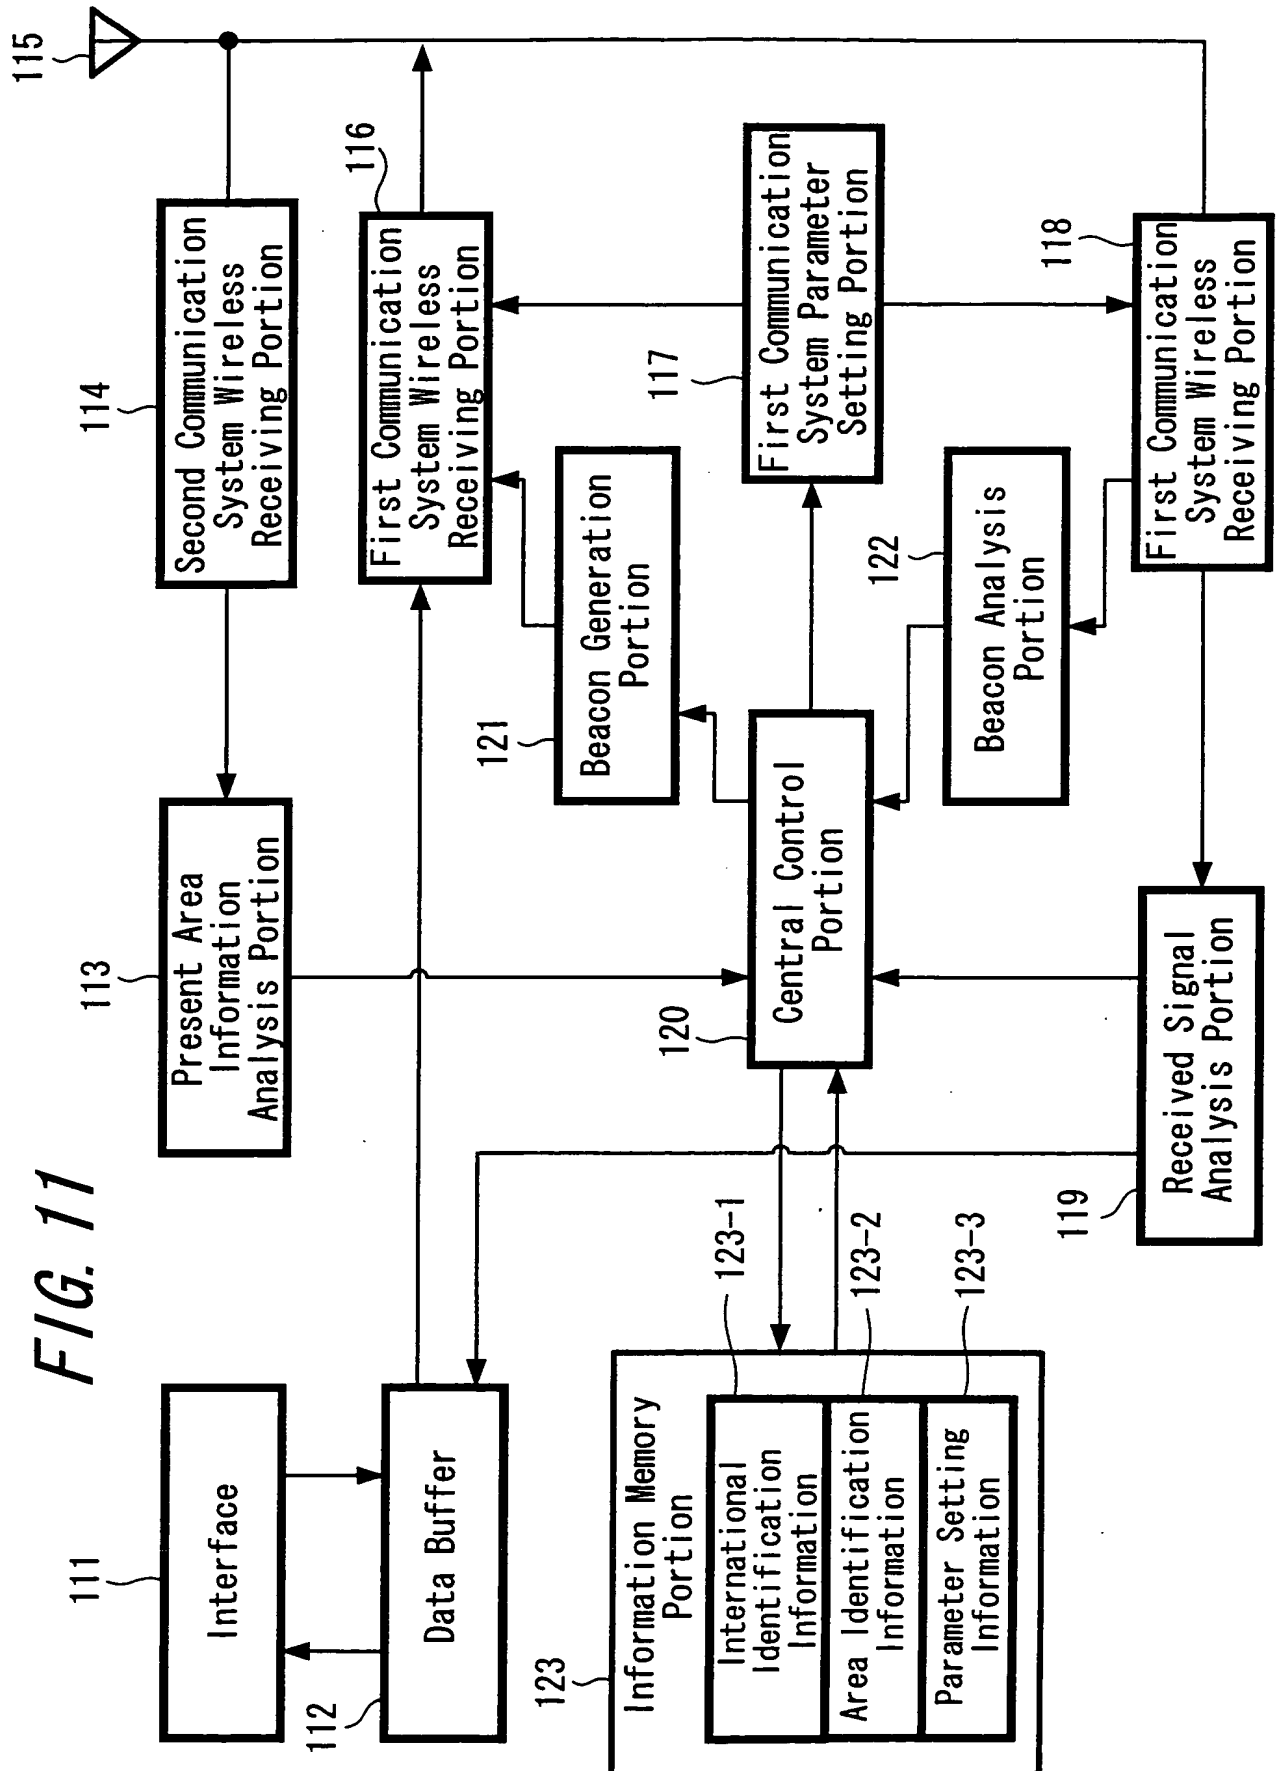 FIG. 11
111
Interface
112
Data Buffer
123
Information Memory
Portion
International
Identification
Information
123-1
Area Identification
Information
123-2
Parameter Setting
Information
123-3
113
Present Area
Information
Analysis Portion
114
Second Communication
System Wireless
Receiving Portion
115
116
First Communication
System Wireless
Receiving Portion
121
Beacon Generation
Portion
117
First Communication
System Parameter
Setting Portion
120
Central Control
Portion
122
Beacon Analysis
Portion
118
First Communication
System Wireless
Receiving Portion
119
Received Signal
Analysis Portion